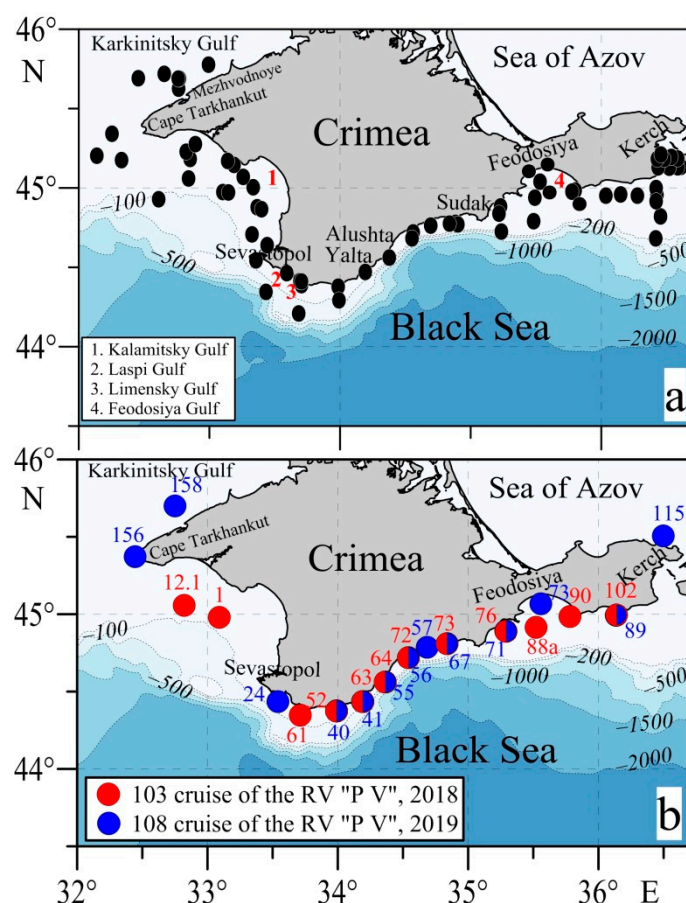 46°
Karkinitsky Gulf
N
Sea of Azov
Mezhvodnoye
Cape Tarkhankut
Crimea
Feodosiya
Kerch
1
4
45°
–100
Sudak
–200
Sevastopol
Alushta
Yalta
–1000
–500
–500
2
3
–1500
Black Sea
–2000
44°
1. Kalamitsky Gulf
2. Laspi Gulf
3. Limensky Gulf
4. Feodosiya Gulf
a
46°
Karkinitsky Gulf
N
158
Sea of Azov
115
156
Cape Tarkhankut
Crimea
Feodosiya
Kerch
12.1
1
73
90
102
76
45°
–100
57
73
72
71
88a
89
–200
Sevastopol
64
67
56
–1000
–500
63
–500
24
52
55
61
40
41
–1500
Black Sea
–2000
44°
103 cruise of the RV "P V", 2018
108 cruise of the RV "P V", 2019
b
32°
33°
34°
35°
36°
E